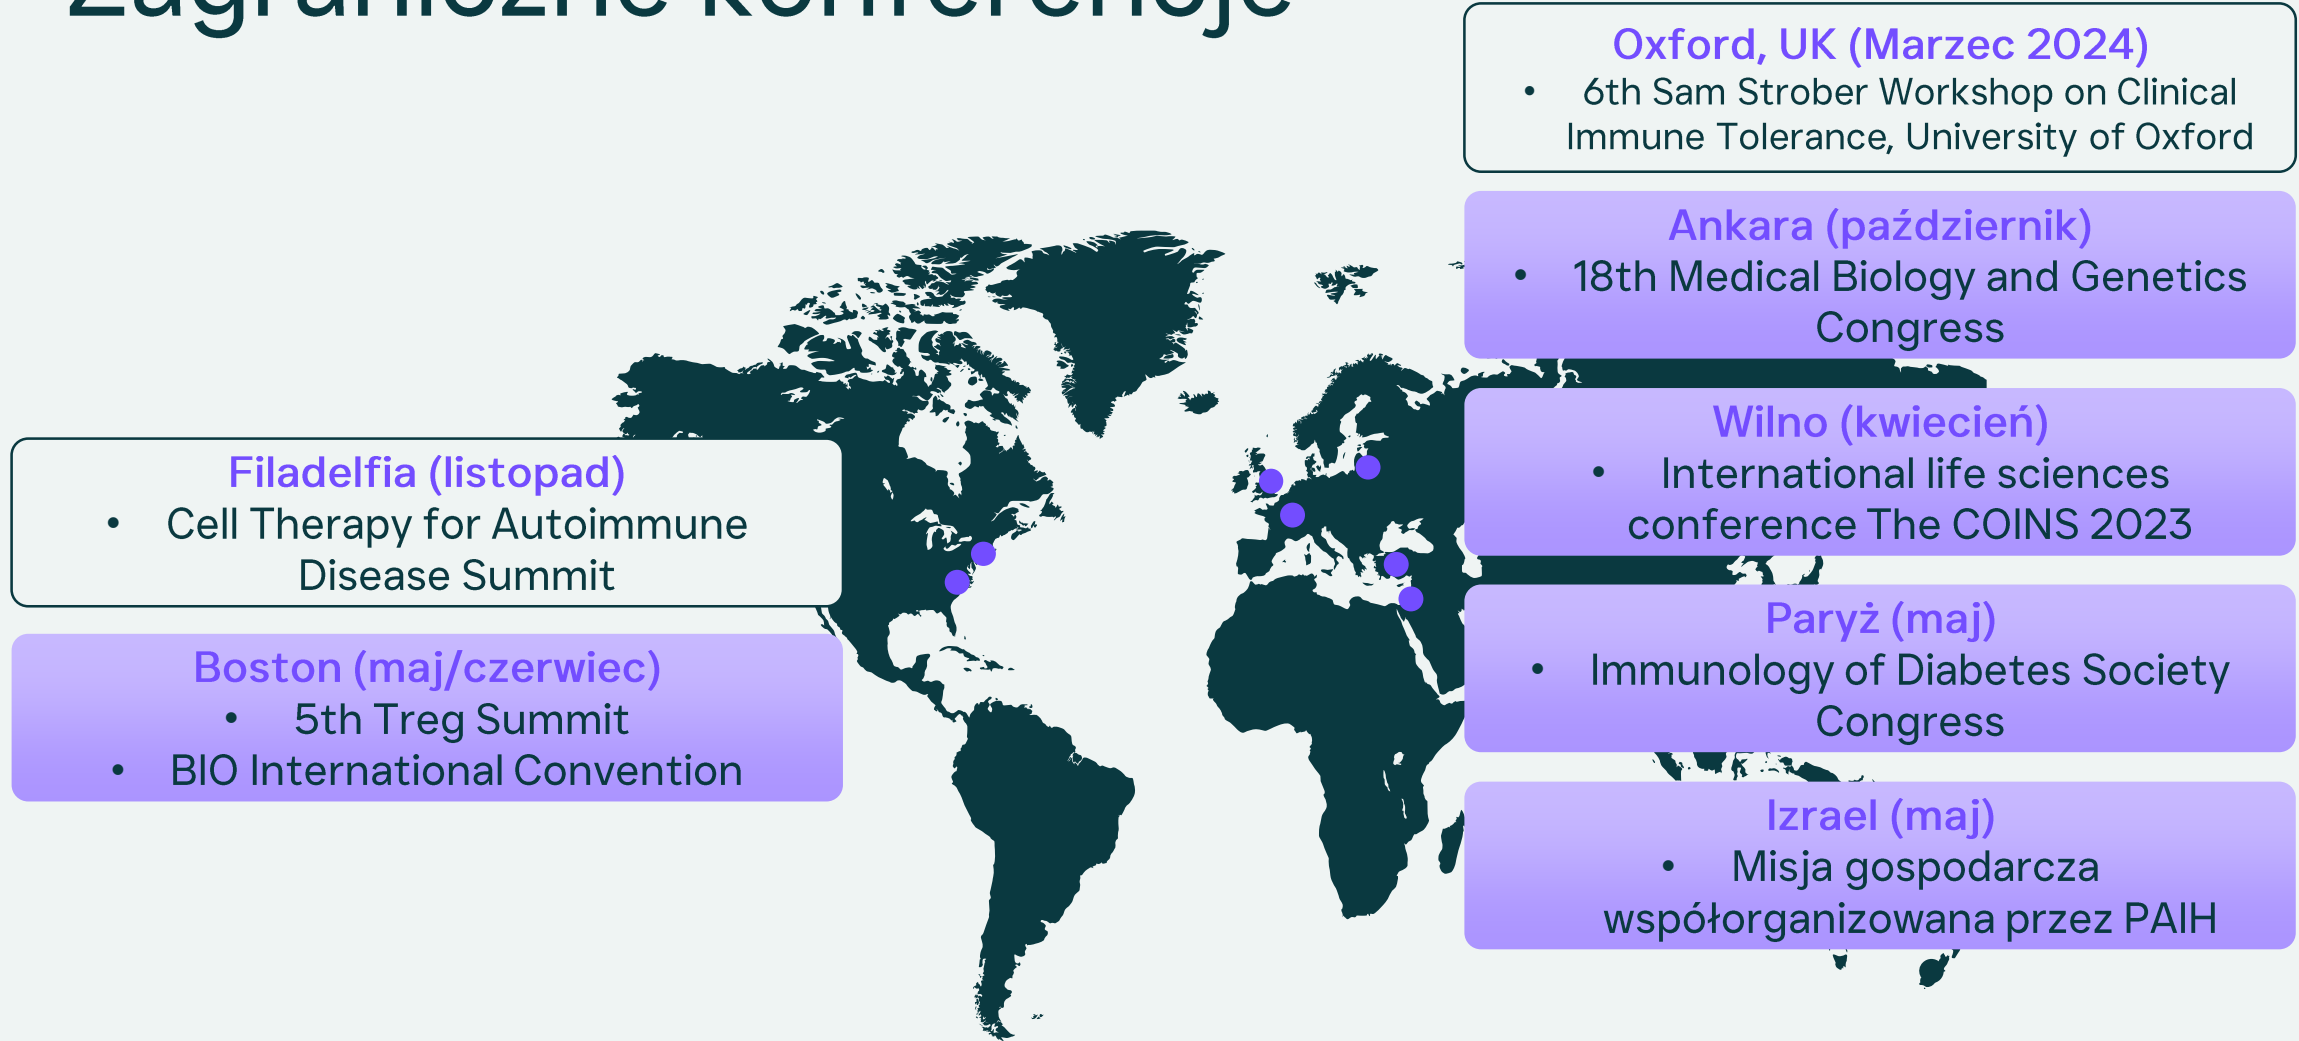 Zagraniczne konferencje
Oxford, UK (Marzec 2024)
• 6th Sam Strober Workshop on Clinical
Immune Tolerance, University of Oxford
Ankara (październik)
• 18th Medical Biology and Genetics
Congress
Wilno (kwiecień)
• International life sciences
conference The COINS 2023
Paryż (maj)
• Immunology of Diabetes Society
Congress
Izrael (maj)
• Misja gospodarcza
współorganizowana przez PAIH
Filadelfia (listopad)
• Cell Therapy for Autoimmune
Disease Summit
Boston (maj/czerwiec)
• 5th Treg Summit
• BIO International Convention